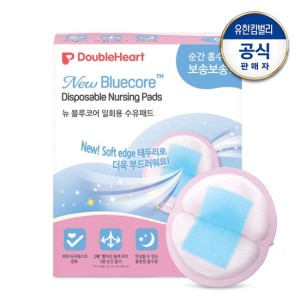 DoubleHeart
New Bluecore™
Disposable Nursing Pads
뉴 블루코어 일회용 수유패드
순간 흡수
보송보송
유한킴벌리
공식
판매자
New! Soft edge 테두리로
더욱 부드러워요!